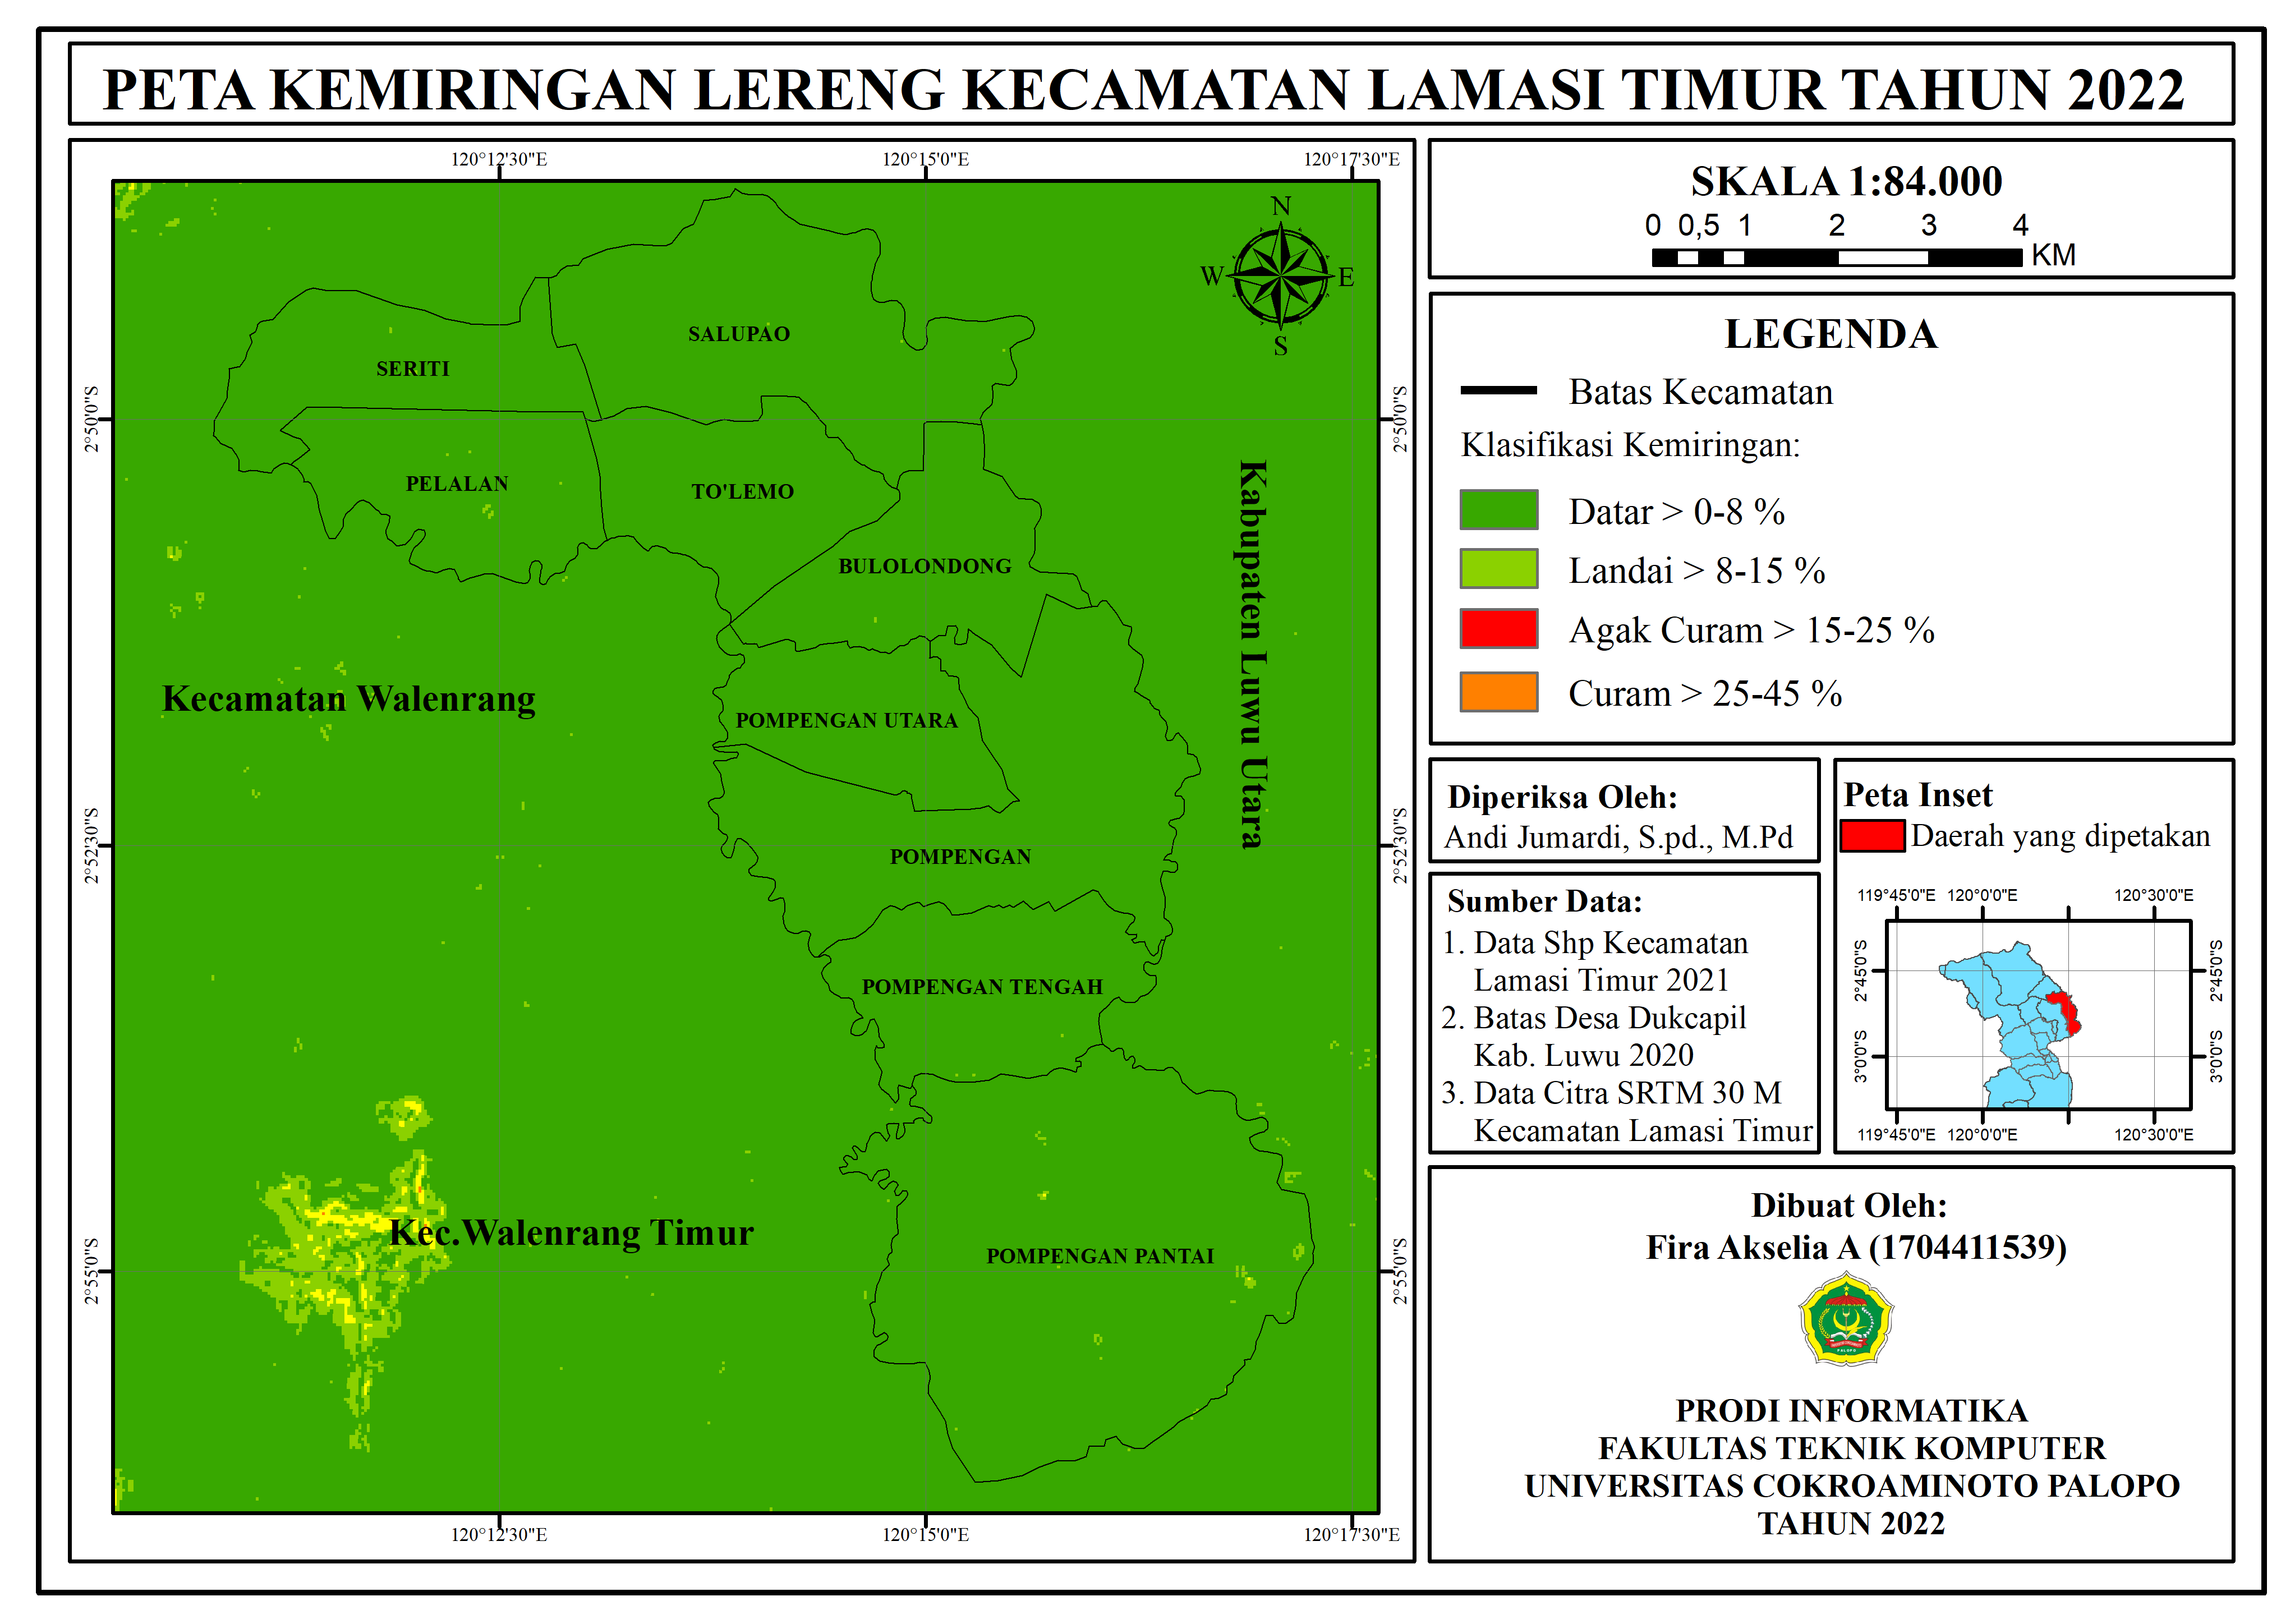 PETA KEMIRINGAN LERENG KECAMATAN LAMASI TIMUR TAHUN 2022
120°12'30"E
120°15'0"E
120°17'30"E
2°50'0"S
2°52'30"S
2°55'0"S
2°50'0"S
2°52'30"S
2°55'0"S
120°12'30"E
120°15'0"E
120°17'30"E
N
W
E
S
SALUPAO
SERITI
PELALAN
TO'LEMO
BULOLONDONG
Kabupaten Luwu Utara
Kecamatan Walenrang
POMPENGAN UTARA
POMPENGAN
POMPENGAN TENGAH
Kec.Walenrang Timur
POMPENGAN PANTAI
SKALA 1:84.000
0 0,5 1 2 3 4
KM
LEGENDA
Batas Kecamatan
Klasifikasi Kemiringan:
Datar > 0-8 %
Landai > 8-15 %
Agak Curam > 15-25 %
Curam > 25-45 %
Diperiksa Oleh:
Andi Jumardi, S.pd., M.Pd
Sumber Data:
1. Data Shp Kecamatan
Lamasi Timur 2021
2. Batas Desa Dukcapil
Kab. Luwu 2020
3. Data Citra SRTM 30 M
Kecamatan Lamasi Timur
Peta Inset
Daerah yang dipetakan
119°45'0"E 120°0'0"E 120°30'0"E
2°45'0"S
3°0'0"S
2°45'0"S
3°0'0"S
119°45'0"E 120°0'0"E 120°30'0"E
Dibuat Oleh:
Fira Akselia A (1704411539)
PALOPO
PRODI INFORMATIKA
FAKULTAS TEKNIK KOMPUTER
UNIVERSITAS COKROAMINOTO PALOPO
TAHUN 2022